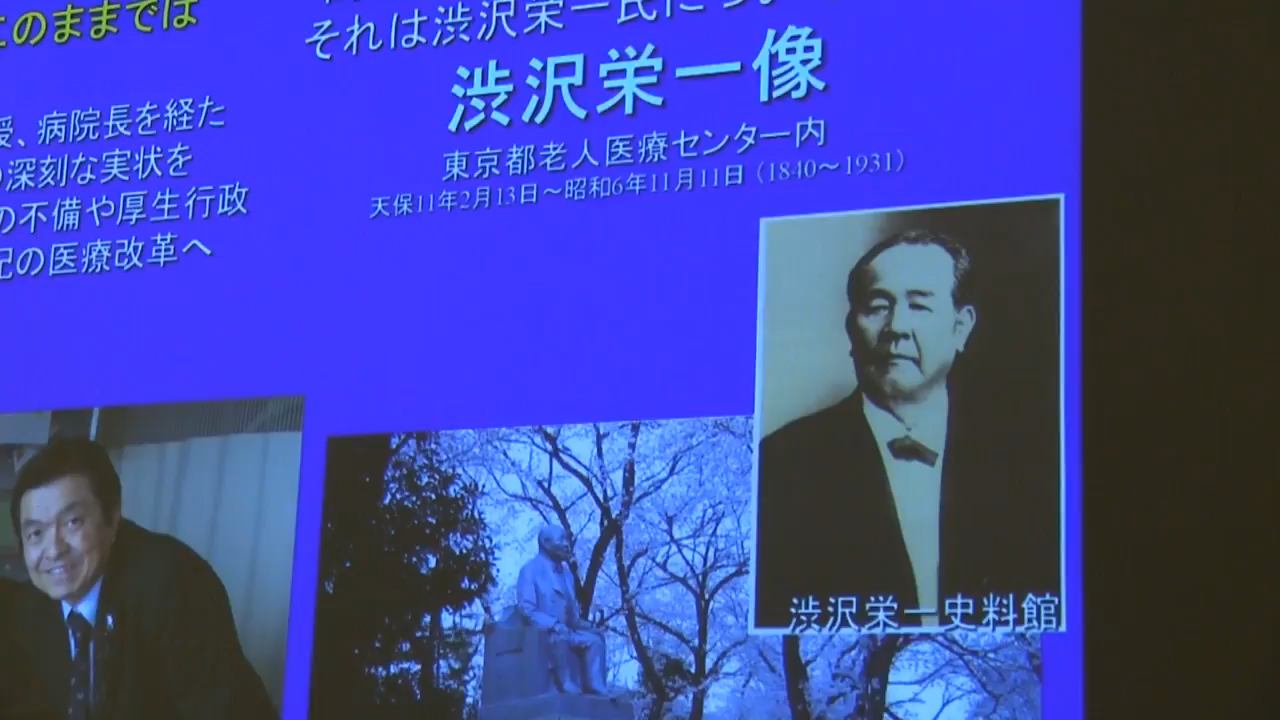 このままでは
授、病院長を経た
の深刻な実状を
の不備や厚生行政
記の医療改革へ
それは渋沢栄一氏に
渋沢栄一像
東京都老人医療センター内
天保11年2月13日～昭和6年11月11日（1840～1931）
渋沢栄一史料館